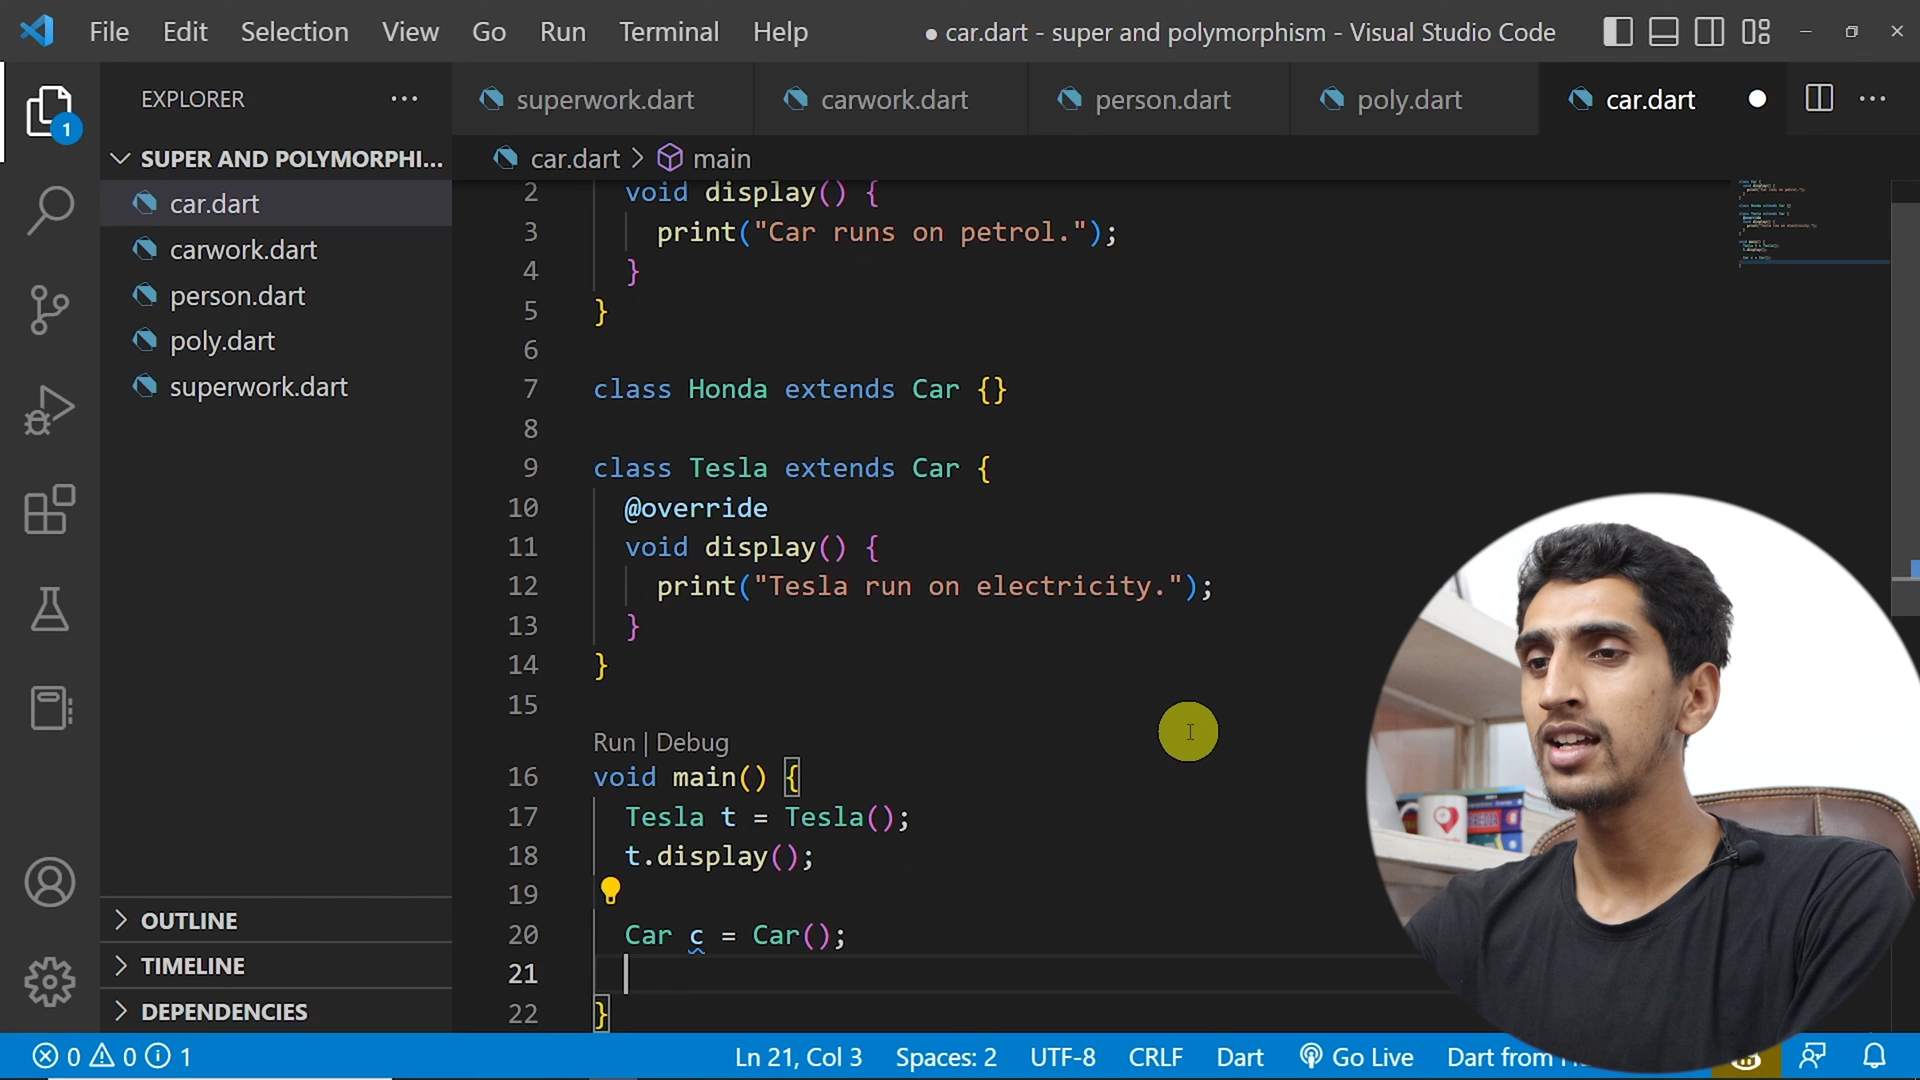 File Edit Selection View Go Run Terminal Help ● car.dart - super and polymorphism - Visual Studio Code
EXPLORER ...
superwork.dart carwork.dart person.dart poly.dart car.dart
SUPER AND POLYMORPHI...
car.dart > main
car.dart
carwork.dart
person.dart
poly.dart
superwork.dart
1
2 void display() {
3 print("Car runs on petrol.");
4 }
5 }
6
7 class Honda extends Car {}
8
9 class Tesla extends Car {
10 @override
11 void display() {
12 print("Tesla run on electricity.");
13 }
14 }
15
Run | Debug
16 void main() {
17 Tesla t = Tesla();
18 t.display();
19
20 Car c = Car();
21
22 }
OUTLINE
TIMELINE
DEPENDENCIES
0 0 1 Ln 21, Col 3 Spaces: 2 UTF-8 CRLF Dart Go Live Dart from